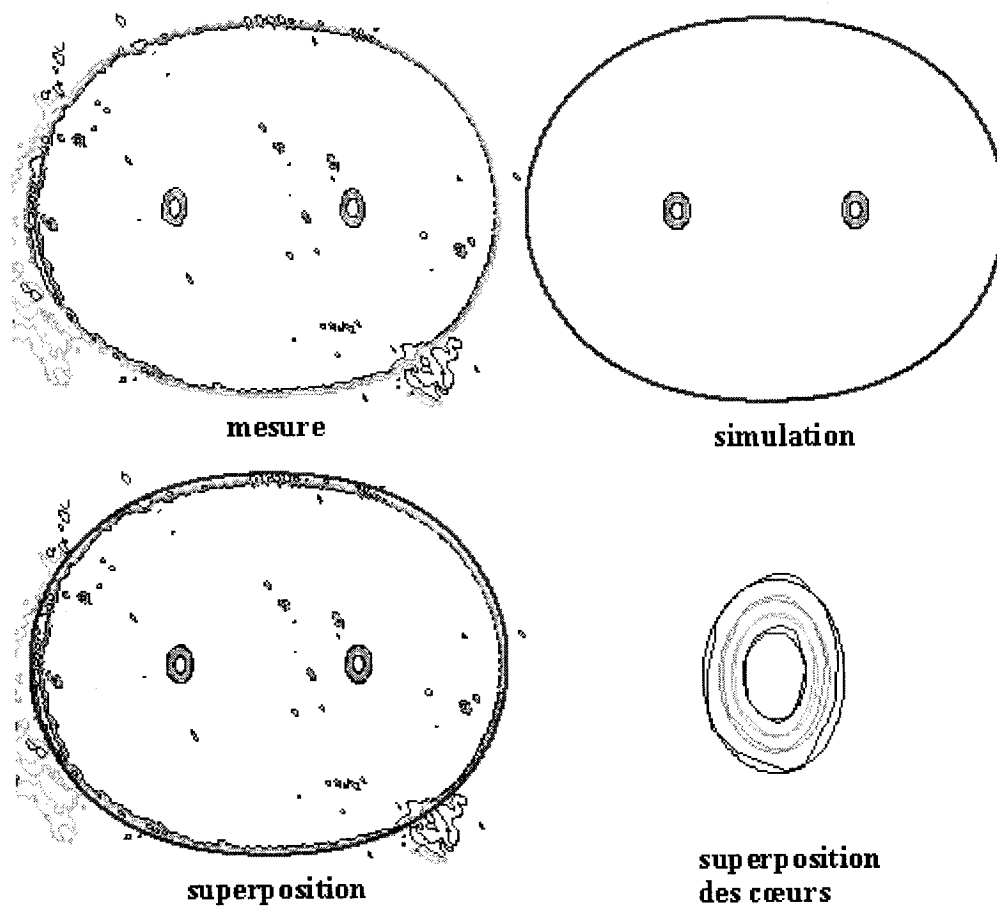 mesure
simulation
superposition
superposition
des cœurs